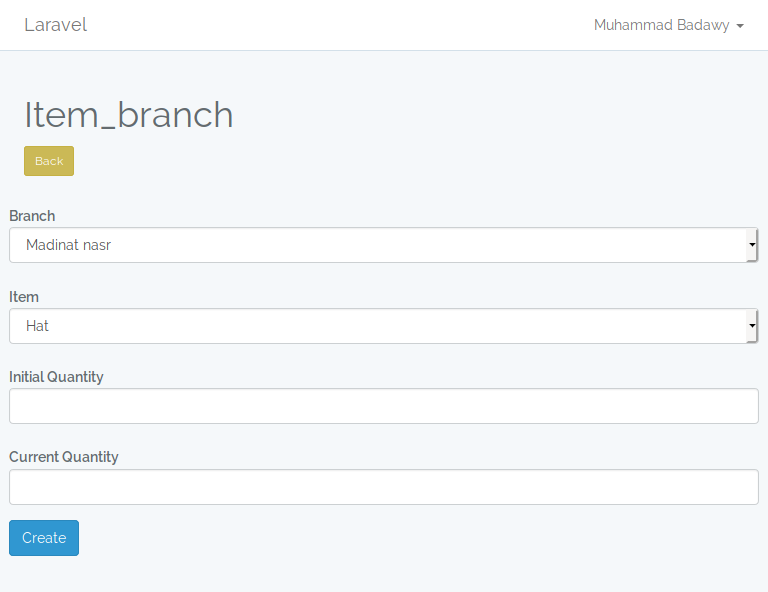 Laravel
Muhammad Badawy
Item_branch
Back
Branch
Madinat nasr
Item
Hat
Initial Quantity
Current Quantity
Create